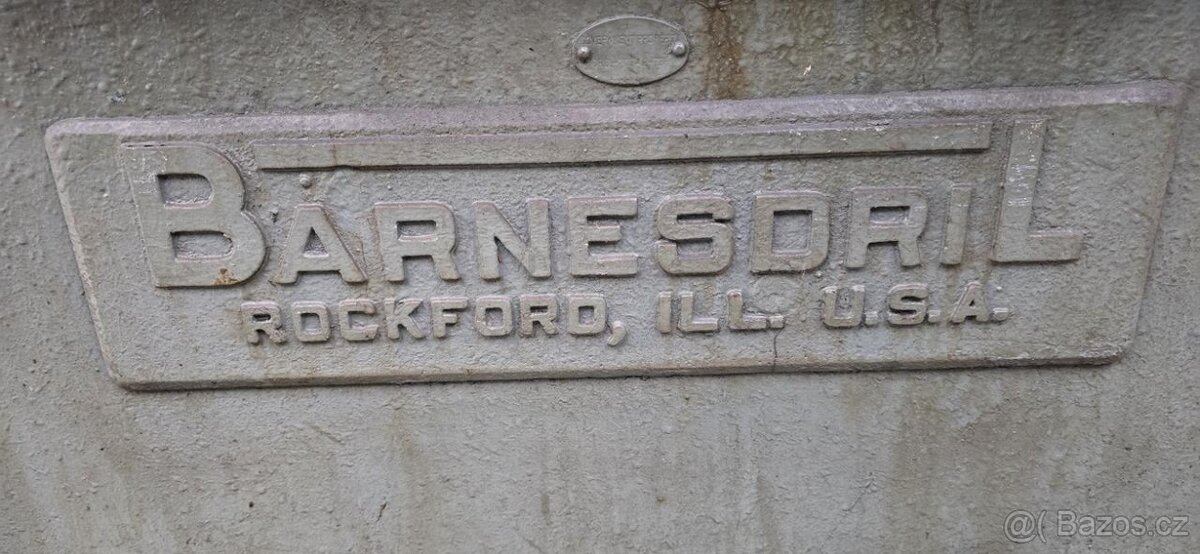 BARNESDRIL
ROCKFORD, ILL. U.S.A.
@( Bazos.cz